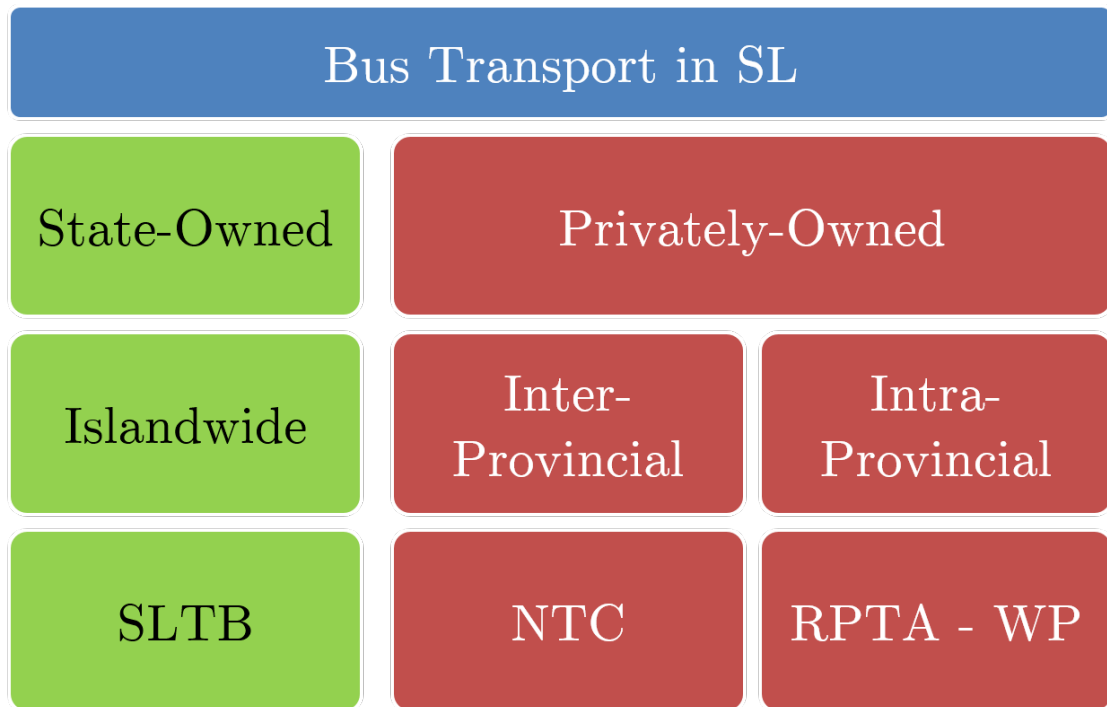 Bus Transport in SL
State-Owned
Privately-Owned
Islandwide
Inter-
Provincial
Intra-
Provincial
SLTB
NTC
RPTA - WP